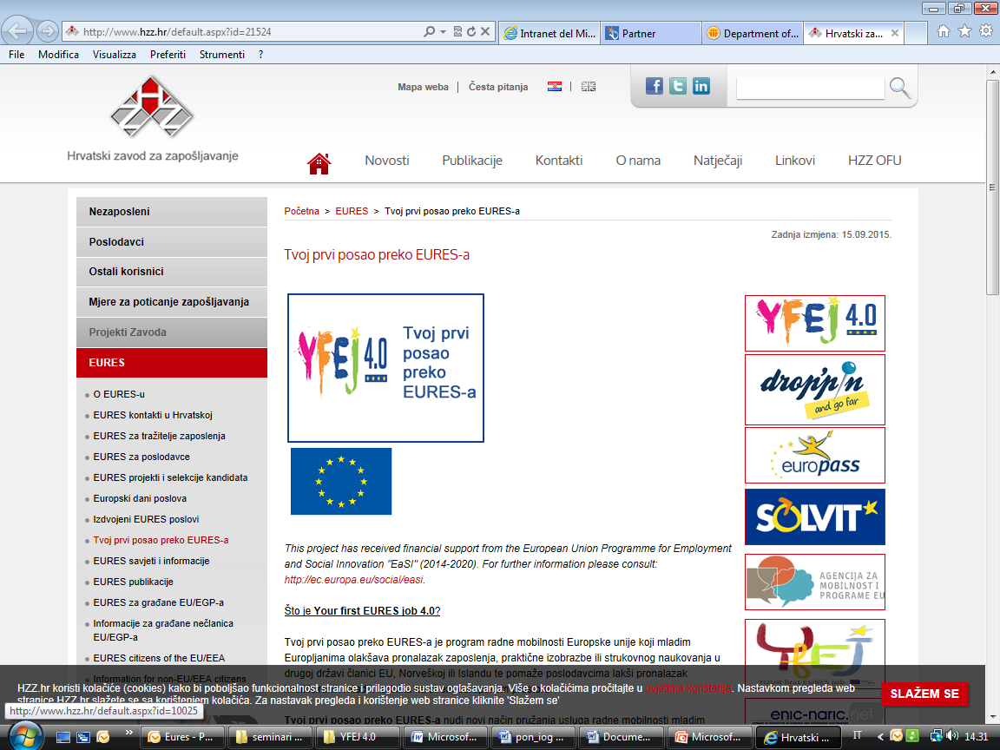 http://www.hzz.hr/default.aspx?id=21524
Intranet del Mi...
Partner
Department of...
Hrvatski za...
File Modifica Visualizza Preferiti Strumenti ?
Mapa weba | Česta pitanja
Hrvatski zavod za zapošljavanje
Novosti Publikacije Kontakti O nama Natječaji Linkovi HZZ OFU
Nezaposleni
Poslodavci
Ostali korisnici
Mjere za poticanje zapošljavanja
Projekti Zavoda
EURES
O EURES-u
EURES kontakti u Hrvatskoj
EURES za tražitelje zaposlenja
EURES za poslodavce
EURES projekti i selekcije kandidata
Europski dani poslova
Izdvojeni EURES poslovi
Tvoj prvi posao preko EURES-a
EURES savjeti i informacije
EURES publikacije
EURES za građane EU/EGP-a
Informacije za građane nečlanica
EU/EGP-a
EURES citizens of the EU/EEA
Information for non-EU/EEA citizens
Početna > EURES > Tvoj prvi posao preko EURES-a
Zadnja izmjena: 15.09.2015.
Tvoj prvi posao preko EURES-a
YFEJ 4.0
Tvoj prvi
posao
preko
EURES-a
This project has received financial support from the European Union Programme for Employment
and Social Innovation "EaSI" (2014-2020). For further information please consult:
http://ec.europa.eu/social/easi.
Što je Your first EURES job 4.0?
Tvoj prvi posao preko EURES-a je program radne mobilnosti Europske unije koji mladim
Europljanima olakšava pronalazak zaposlenja, praktične izobrazbe ili strukovnog naukovanja u
drugoj državi članici EU, Norveškoj ili Islandu te pomaže poslodavcima lakši pronalazak
Tvoj prvi posao preko EURES-a nudi novi način pružanja usluga radne mobilnosti mladim
YFEJ 4.0
drop'pin
and go far
europass
SOLVIT
AGENCIJA ZA
MOBILNOST I
PROGRAME EU
YfEJ
enic-naric.net
HZZ.hr koristi kolačiće (cookies) kako bi poboljšao funkcionalnost stranice i prilagodio sustav oglašavanja. Više o kolačićima pročitajte u uvjetima korištenja. Nastavkom pregleda web
stranice HZZ.hr slažete se sa korištenjem kolačića. Za nastavak pregleda i korištenje web stranice kliknite 'Slažem se'
SLAŽEM SE
http://www.hzz.hr/default.aspx?id=10025
Eures - P...
seminari ...
YFEJ 4.0
Microsof...
pon_iog ...
Docume...
Microsof...
Hrvatski ...
IT
14.31